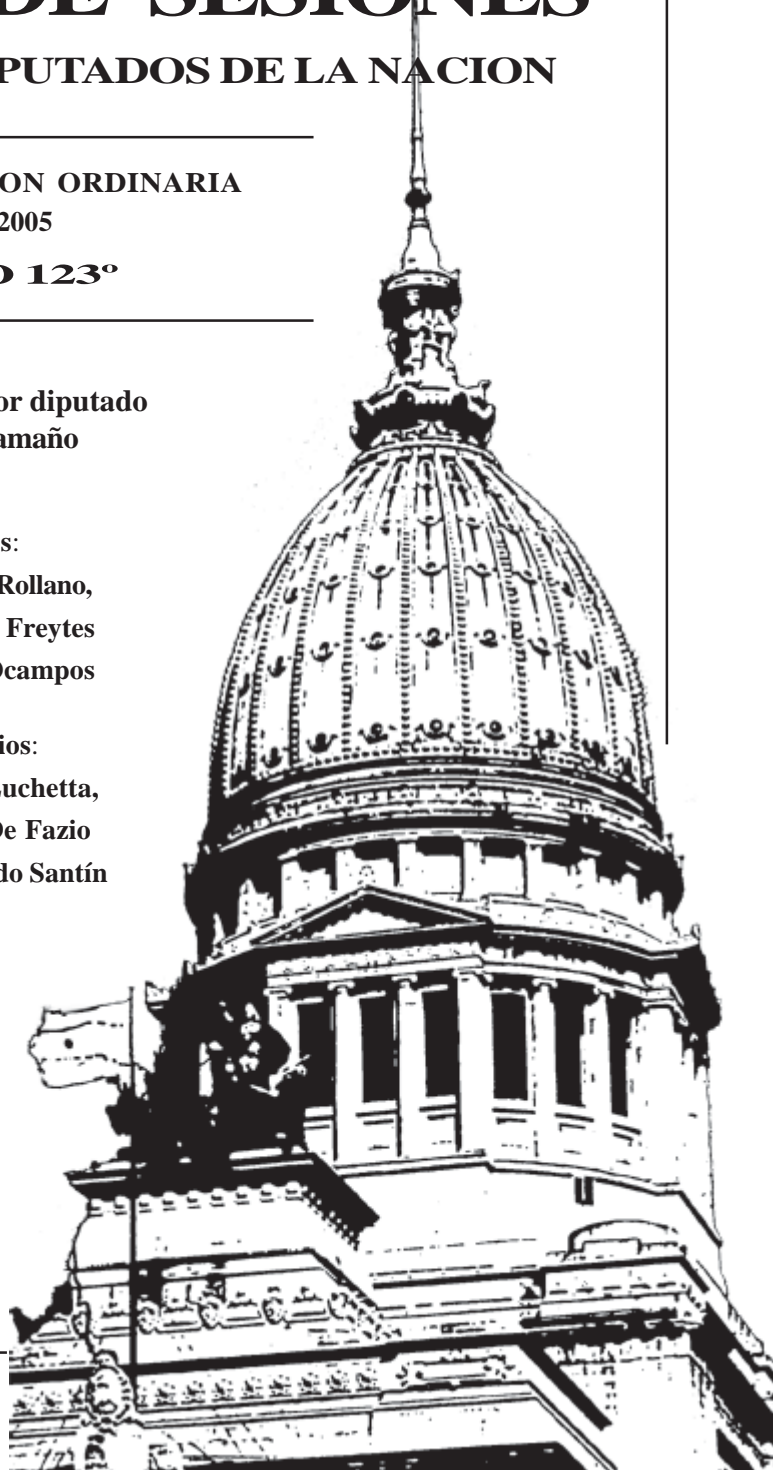 DE SESIONES
PUTADOS DE LA NACION
ON ORDINARIA
2005
O 123º
or diputado
amaño
s:
Rollano,
Freytes
Ocampos
ios:
Luchetta,
De Fazio
do Santín